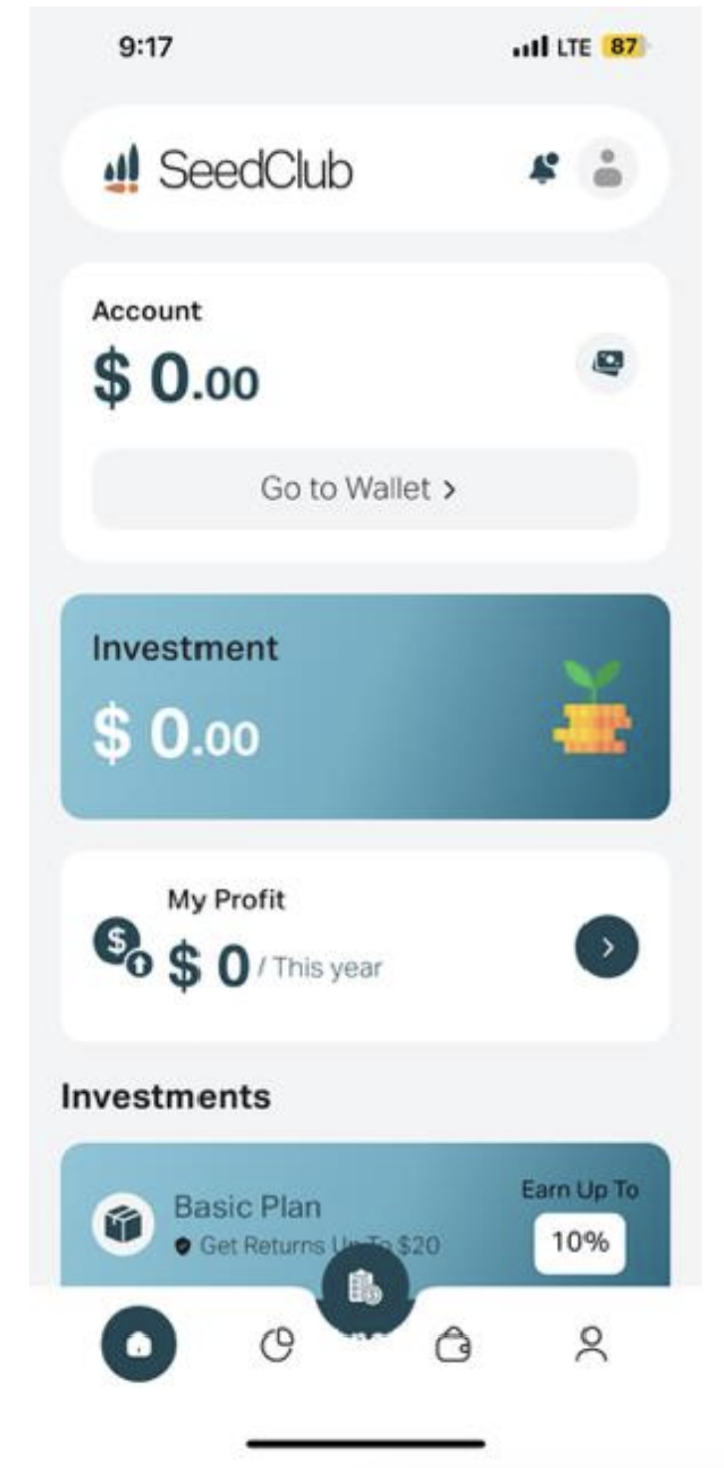 9:17
LTE 87
SeedClub
Account
$ 0.00
Go to Wallet >
Investment
$ 0.00
My Profit
$ 0 / This year
Investments
Basic Plan
Earn Up To
Get Returns Up To $20
10%